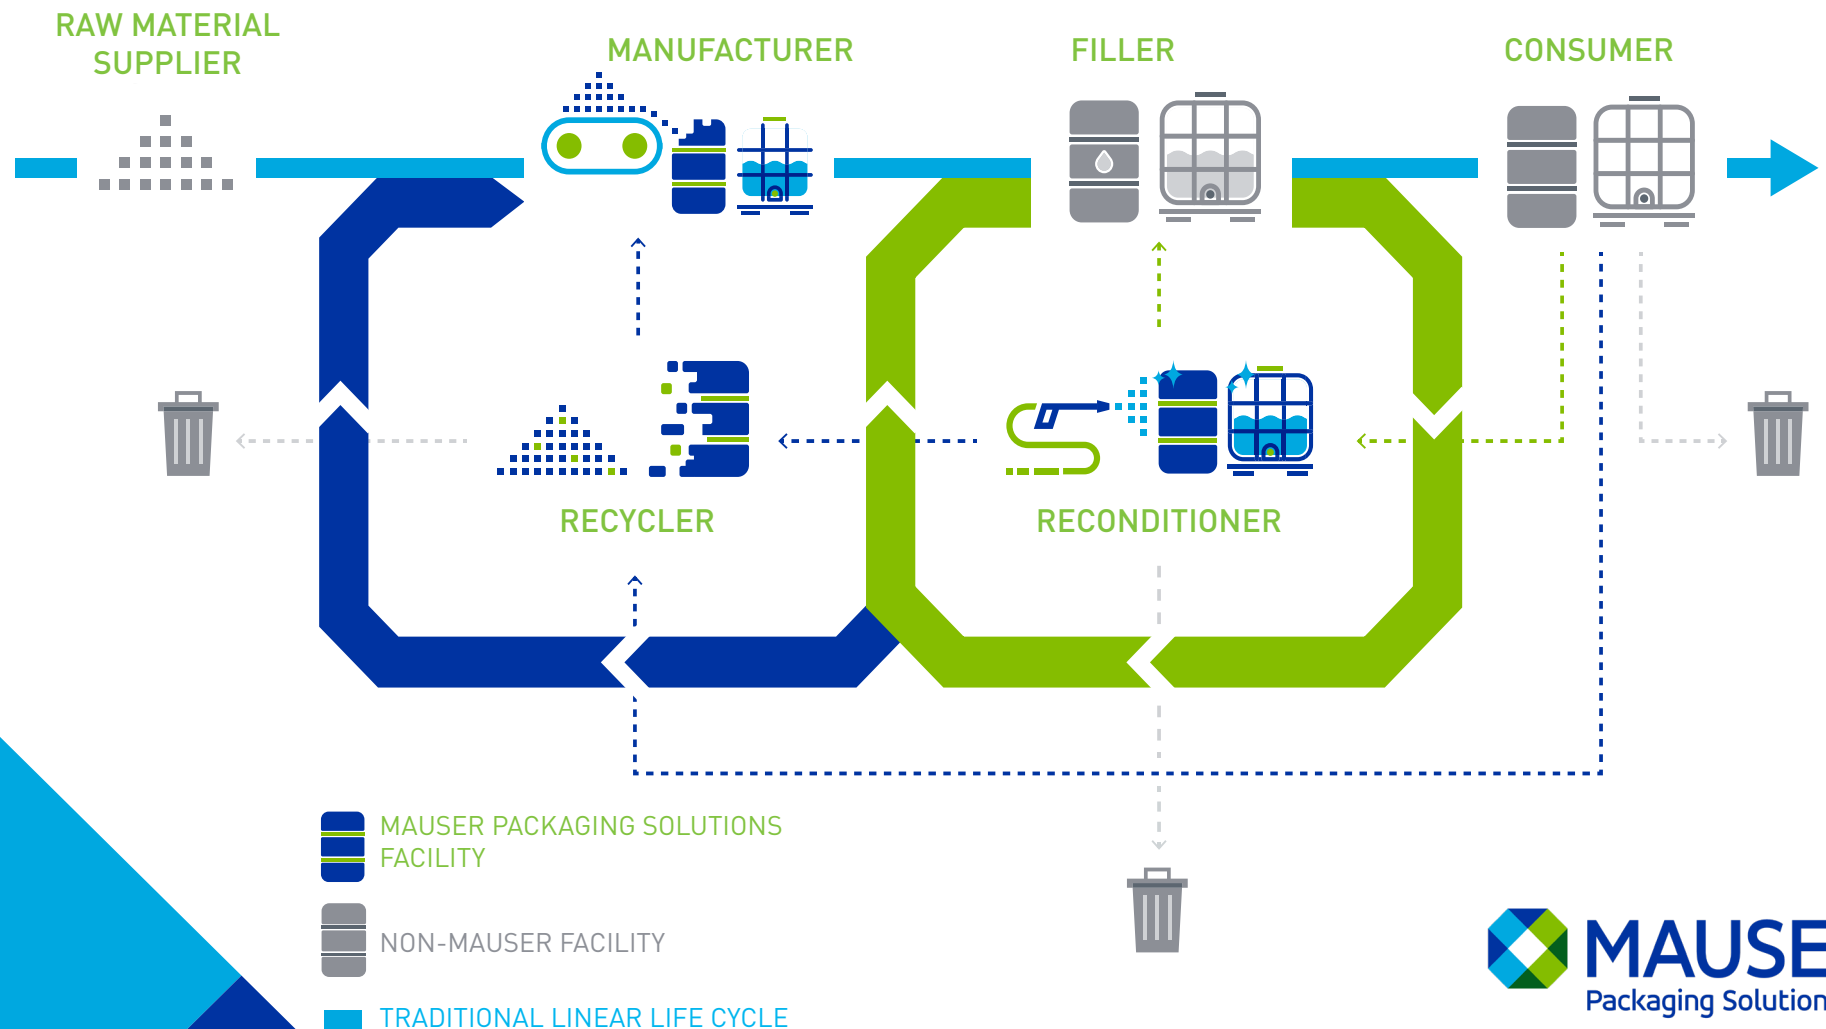 RAW MATERIAL
SUPPLIER
MANUFACTURER
FILLER
CONSUMER
RECYCLER
RECONDITIONER
MAUSER PACKAGING SOLUTIONS
FACILITY
NON-MAUSER FACILITY
TRADITIONAL LINEAR LIFE CYCLE
MAUSE
Packaging Solution